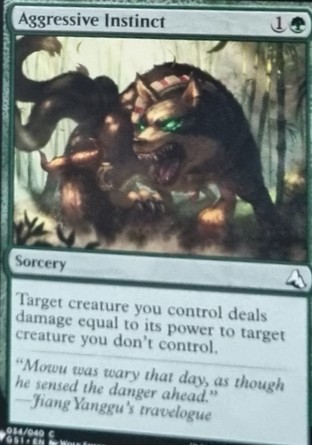 Aggressive Instinct 1
Sorcery
Target creature you control deals
damage equal to its power to target
creature you don't control.
"Mowu was wary that day, as though
he sensed the danger ahead."
—Jiang Yanggu's travelogue
034/040 C
GS1